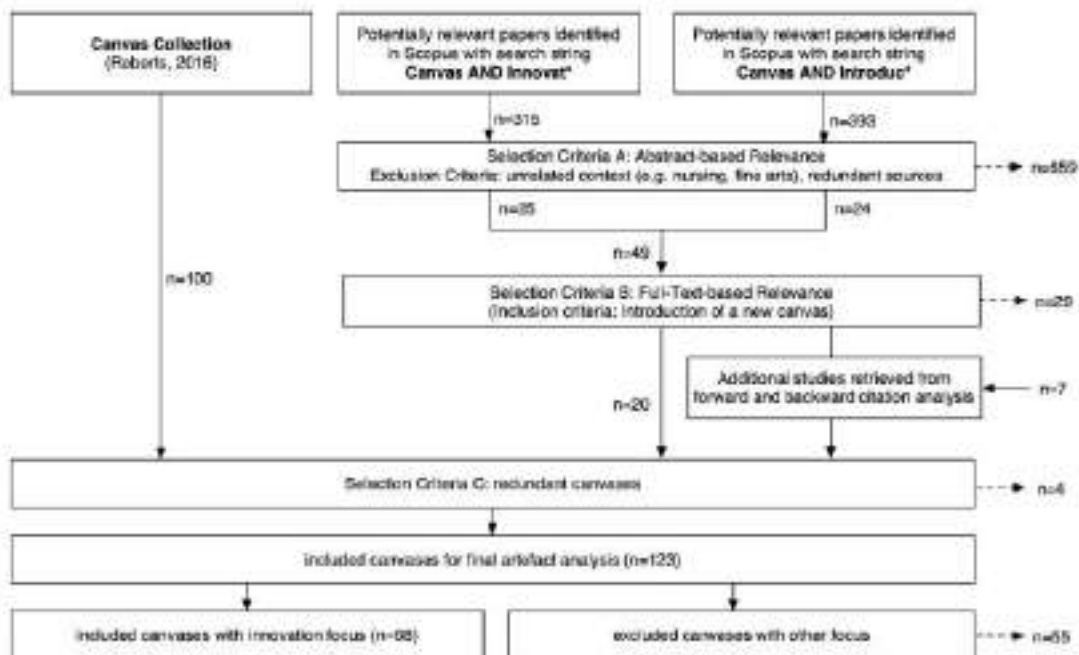 Canvas Collection
(Roberts, 2016)
Potentially relevant papers identified
in Scopus with search string
Canvas AND Innovat*
Potentially relevant papers identified
in Scopus with search string
Canvas AND Introduc*
n=315
n=393
Selection Criteria A: Abstract-based Relevance
Exclusion Criteria: unrelated context (e.g. nursing, fine arts), redundant sources
n=659
n=24
n=49
n=100
Selection Criteria B: Full-Text-based Relevance
(Inclusion criteria: Introduction of a new canvas)
n=29
Additional studies retrieved from
forward and backward citation analysis
n=7
n=20
Selection Criteria C: redundant canvases
n=4
included canvases for final artefact analysis (n=123)
included canvases with innovation focus (n=68)
excluded canvases with other focus
n=55